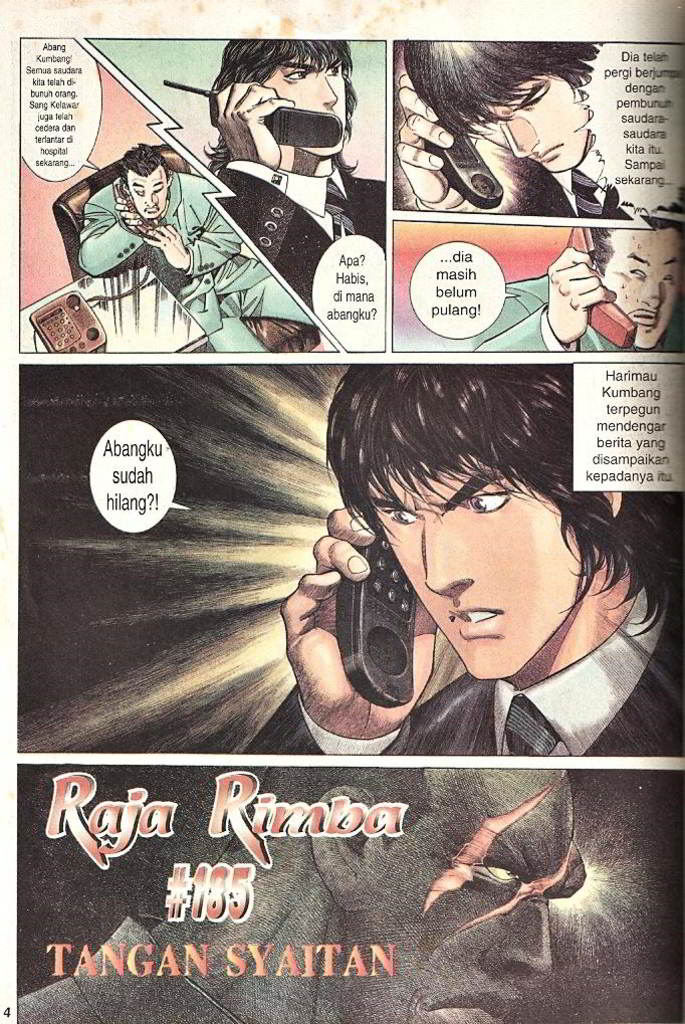 Abang
Kumbang!
Semua saudara
kita telah di-
bunuh orang.
Sang Kelawar
juga telah
cedera dan
terlantar di
hospital
sekarang...
Apa?
Habis,
di mana
abangku?
Dia telah
pergi berjumpa
dengan
pembunuh
saudara-
saudara
kita itu.
Sampai
sekarang...
...dia
masih
belum
pulang!
Harimau
Kumbang
terpegun
mendengar
berita yang
disampaikan
kepadanya itu.
Abangku
sudah
hilang?!
Raja Rimba
#185
TANGAN SYAITAN
4